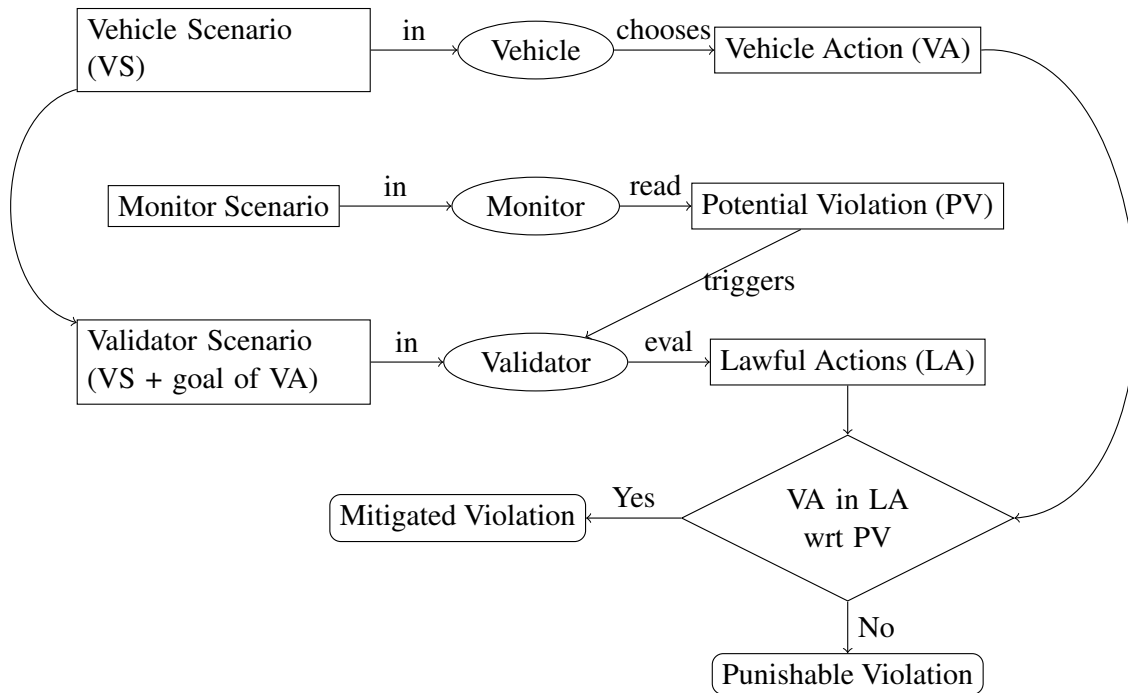 Vehicle Scenario
(VS)
in
Vehicle
chooses
Vehicle Action (VA)
Monitor Scenario
in
Monitor
read
Potential Violation (PV)
triggers
Validator Scenario
(VS + goal of VA)
in
Validator
eval
Lawful Actions (LA)
VA in LA
wrt PV
Yes
Mitigated Violation
No
Punishable Violation